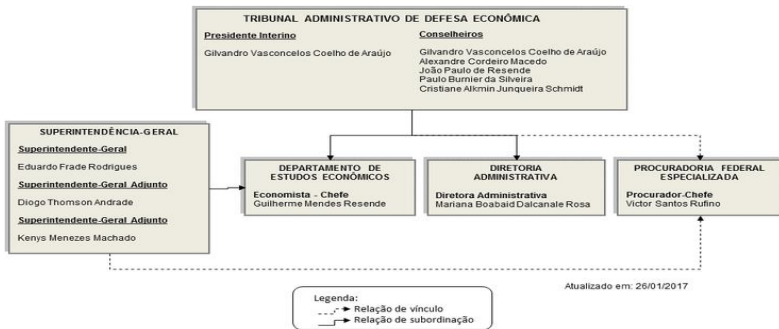 TRIBUNAL ADMINISTRATIVO DE DEFESA ECONÔMICA
Presidente Interino
Gilvandro Vasconcelos Coelho de Araújo
Conselheiros
Gilvandro Vasconcelos Coelho de Araújo
Alexandre Cordeiro Macedo
João Paulo de Resende
Paulo Burnier da Silveira
Cristiane Alkmin Junqueira Schmidt
SUPERINTENDÊNCIA-GERAL
Superintendente-Geral
Eduardo Frade Rodrigues
Superintendente-Geral Adjunto
Diogo Thomson Andrade
Superintendente-Geral Adjunto
Kenys Menezes Machado
DEPARTAMENTO DE
ESTUDOS ECONÔMICOS
Economista - Chefe
Guilherme Mendes Resende
DIRETORIA
ADMINISTRATIVA
Diretora Administrativa
Mariana Boabaid Dalcanale Rosa
PROCURADORIA FEDERAL
ESPECIALIZADA
Procurador-Chefe
Victor Santos Rufino
Atualizado em: 26/01/2017
Legenda:
Relação de vínculo
Relação de subordinação